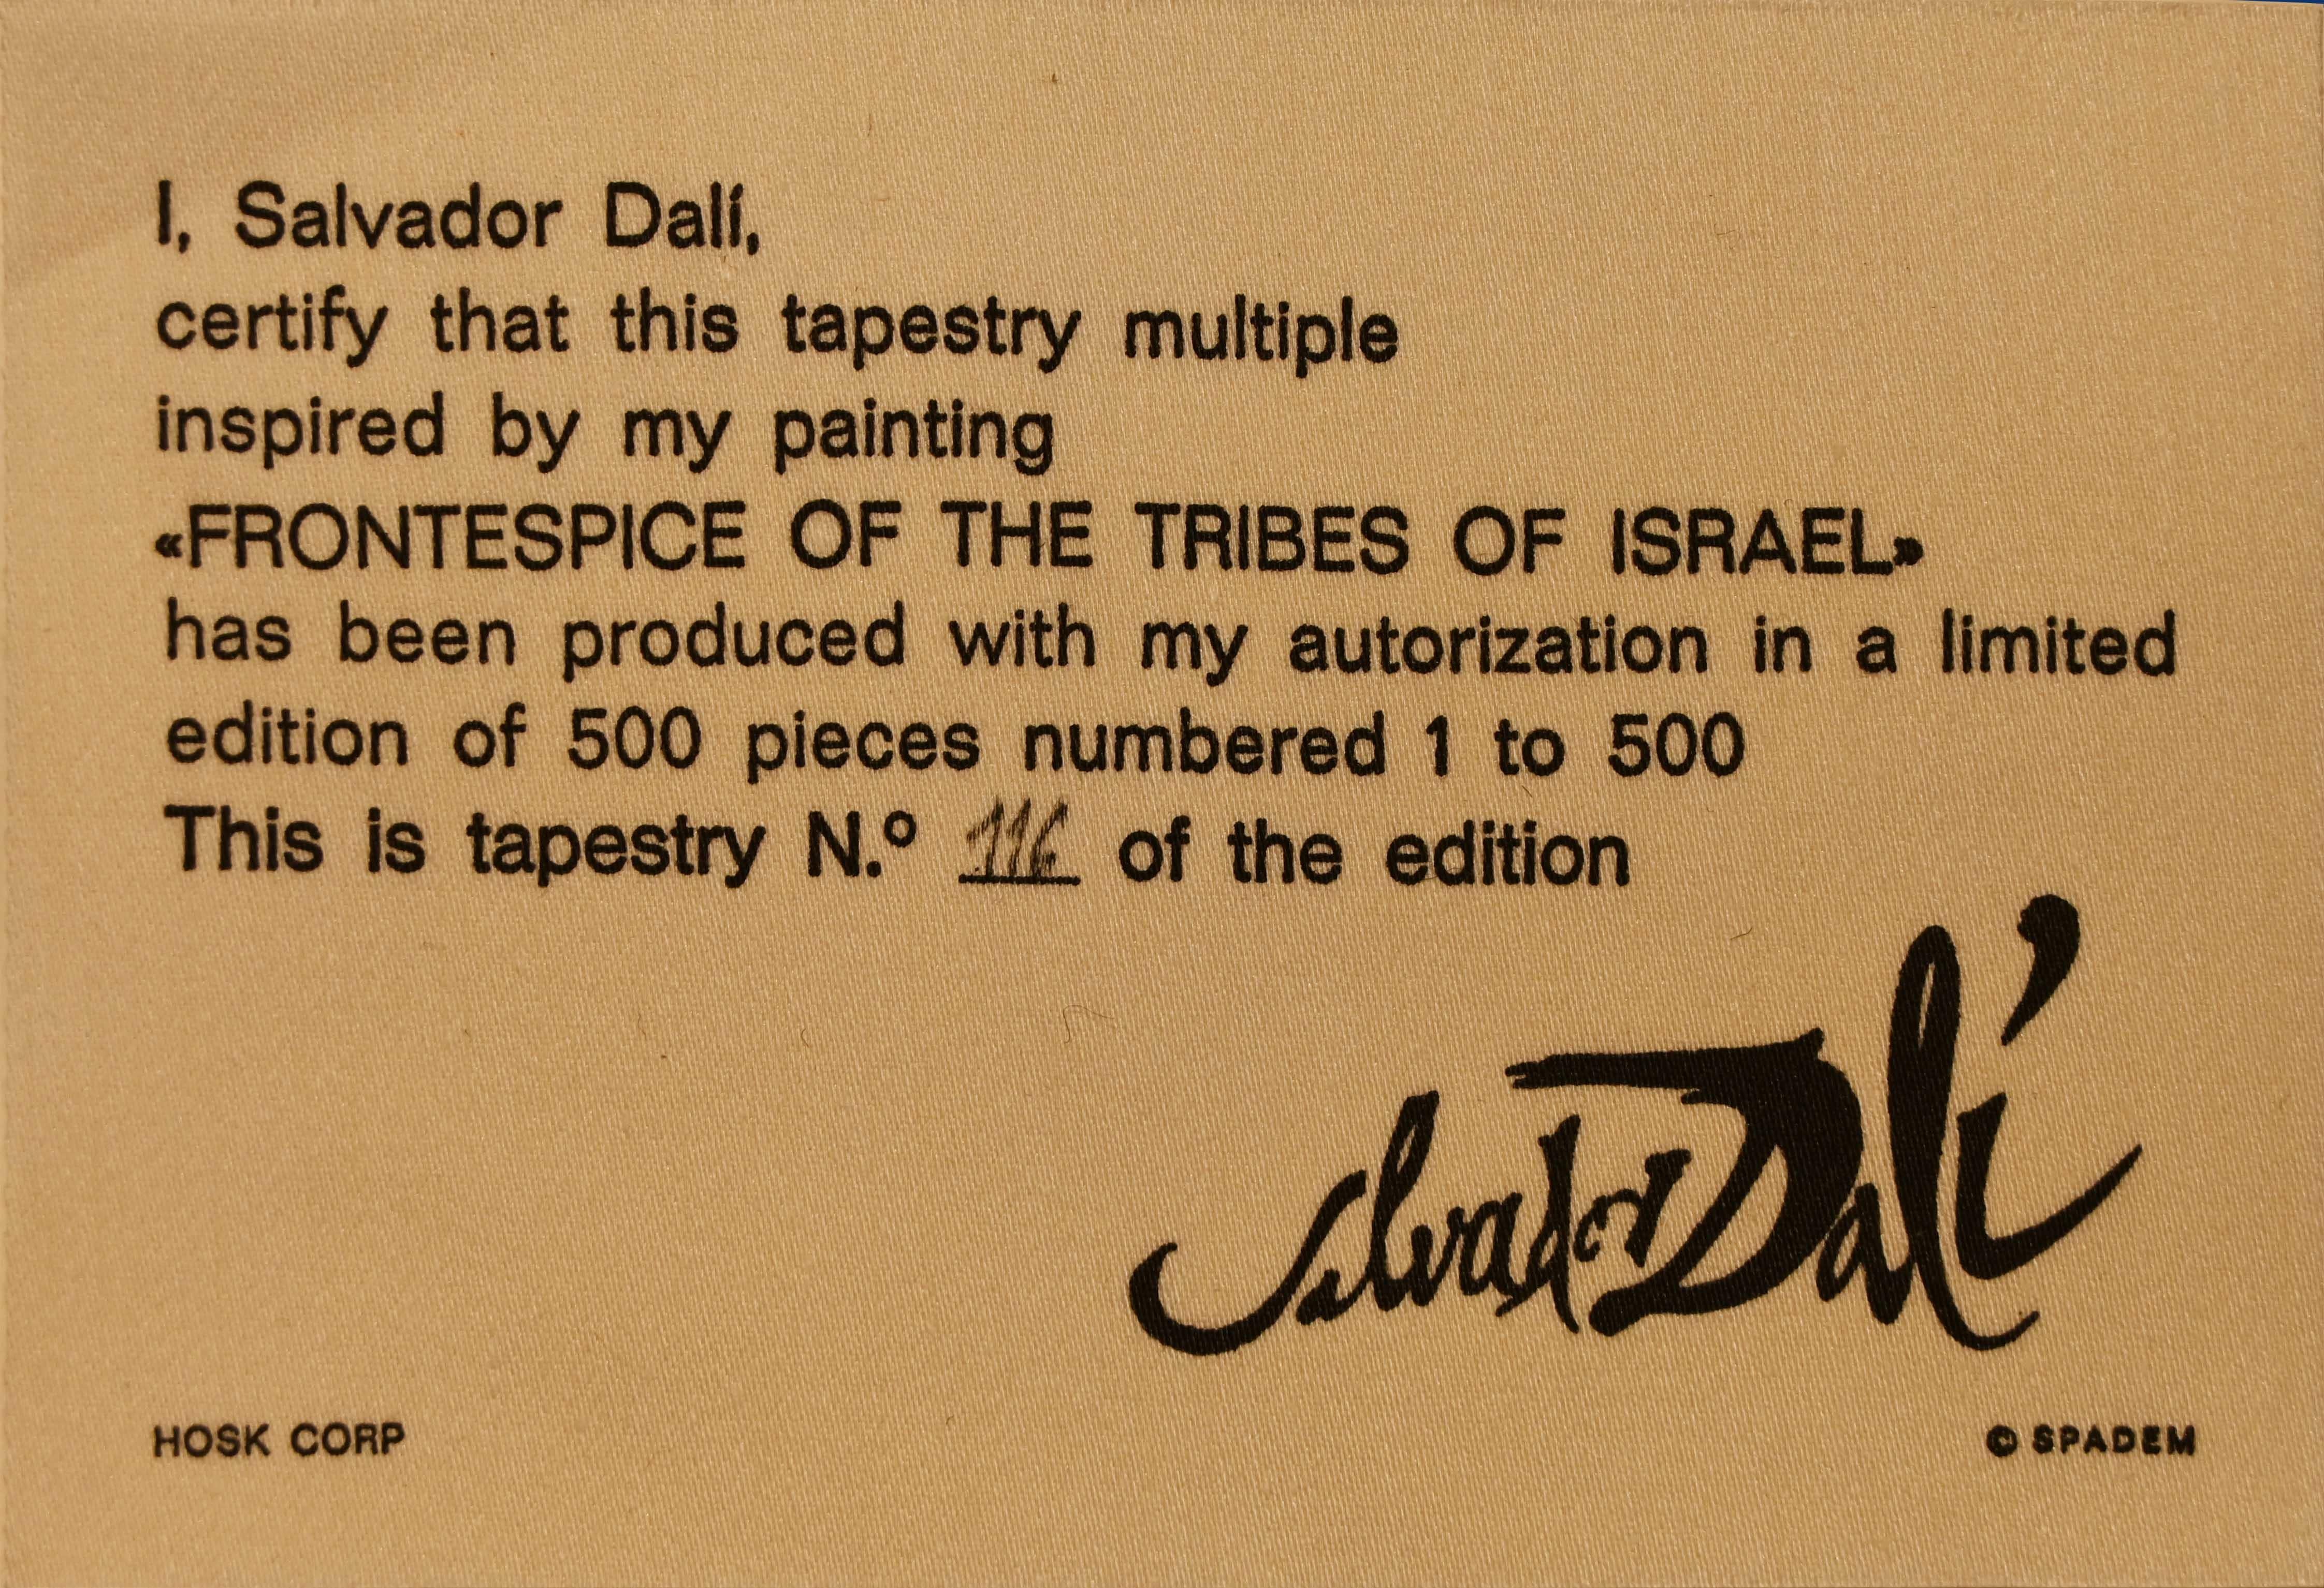 I, Salvador Dalí,
certify that this tapestry multiple
inspired by my painting
«FRONTESPICE OF THE TRIBES OF ISRAEL»
has been produced with my autorization in a limited
edition of 500 pieces numbered 1 to 500
This is tapestry N.º 116 of the edition
Salvador Dalí
HOSK CORP
© SPADEM